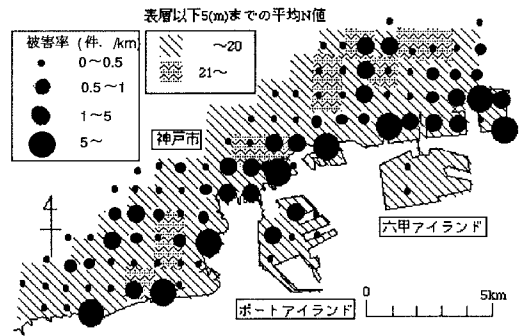 表層以下5(m)までの平均N値
被害率 (件./km)
0～0.5
0.5～1
1～5
5～
～20
21～
神戸市
六甲アイランド
ポートアイランド
0
5km